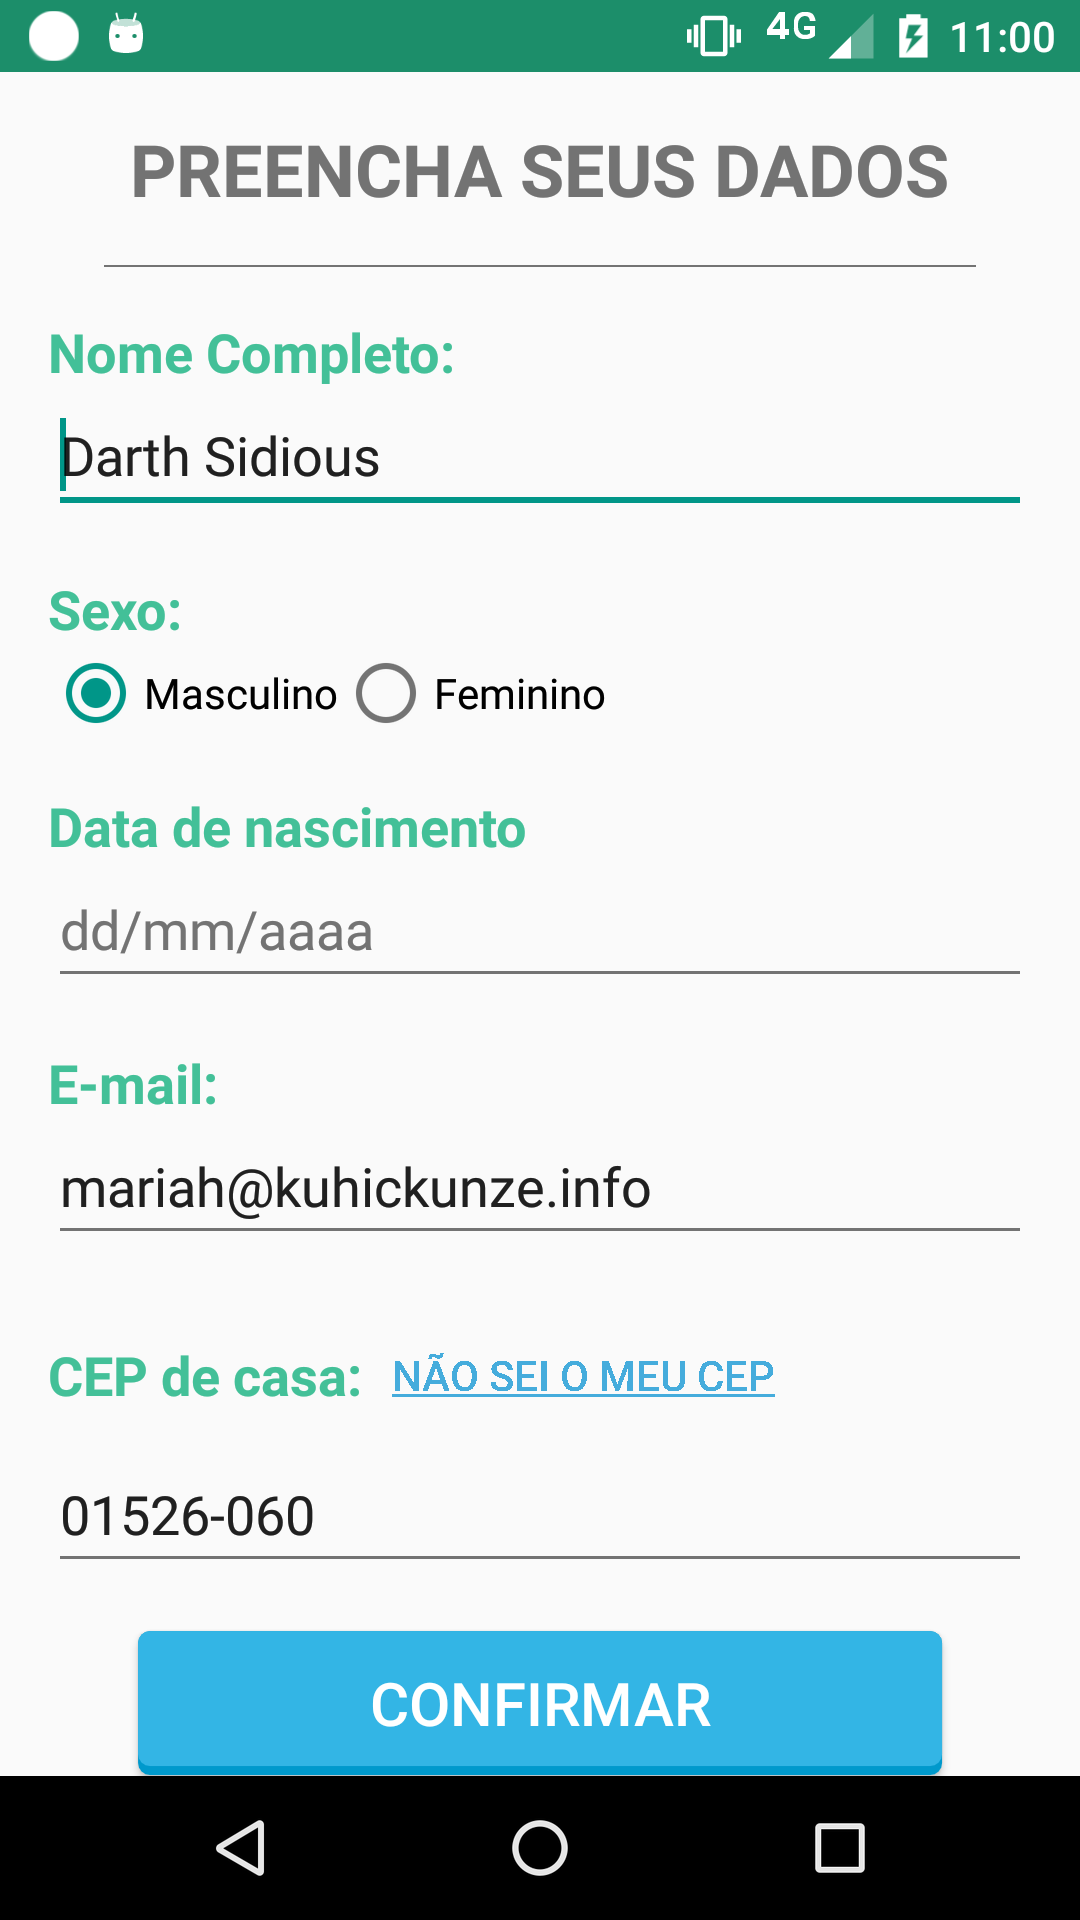 4G 11:00
PREENCHA SEUS DADOS
Nome Completo:
Darth Sidious
Sexo:
Masculino Feminino
Data de nascimento
dd/mm/aaaa
E-mail:
mariah@kuhickunze.info
CEP de casa: NÃO SEI O MEU CEP
01526-060
CONFIRMAR